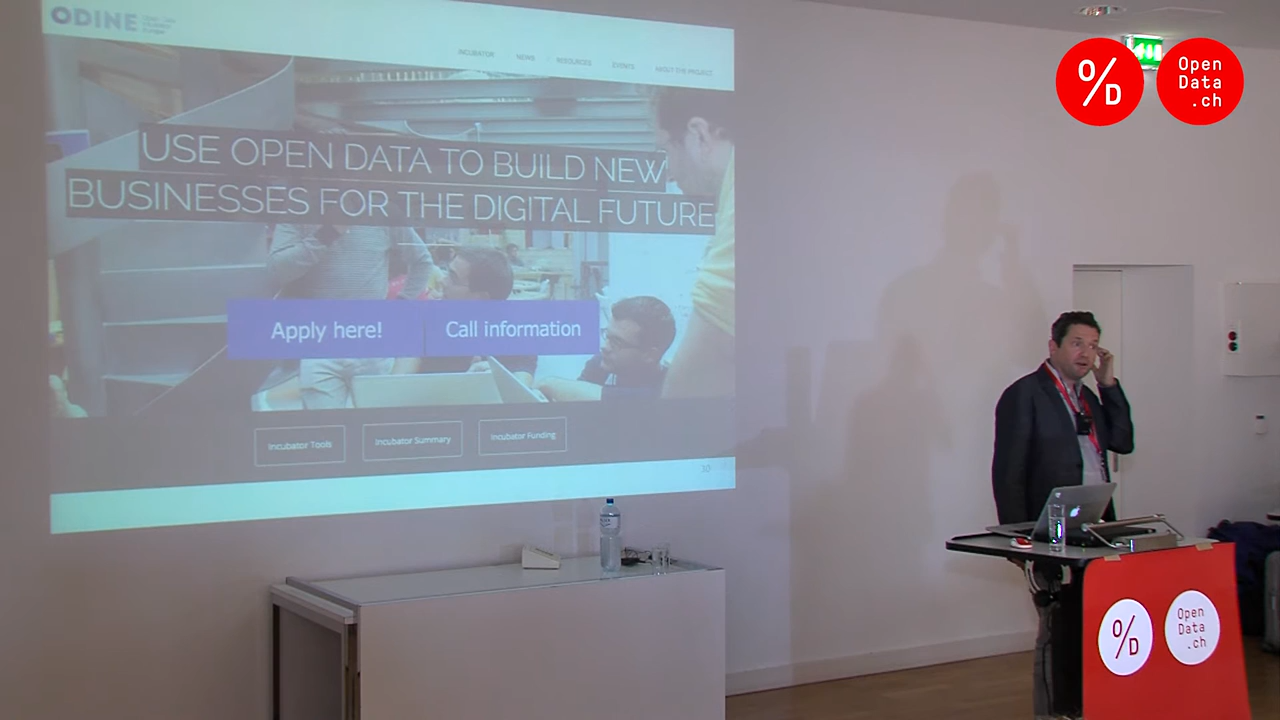 ODINE
INCUBATOR NEWS RESOURCES EVENTS ABOUT THE PROJECT
USE OPEN DATA TO BUILD NEW
BUSINESSES FOR THE DIGITAL FUTURE
Apply here! Call information
Incubator Tools Incubator Summary Incubator Funding
10
O/D
Open
Data
.ch
O/D
Open
Data
.ch